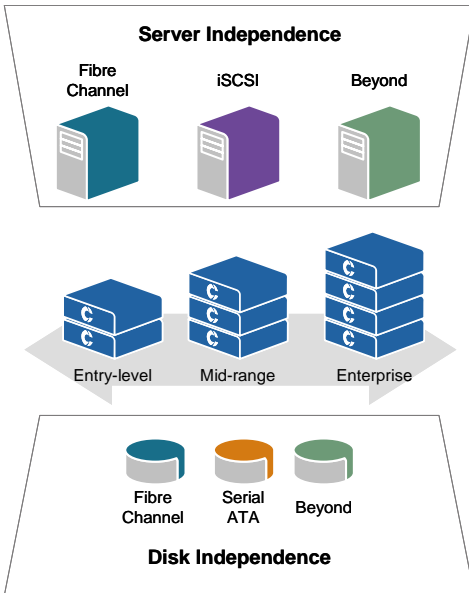 Server Independence
Fibre
Channel
iSCSI
Beyond
Entry-level
Mid-range
Enterprise
Fibre
Channel
Serial
ATA
Beyond
Disk Independence